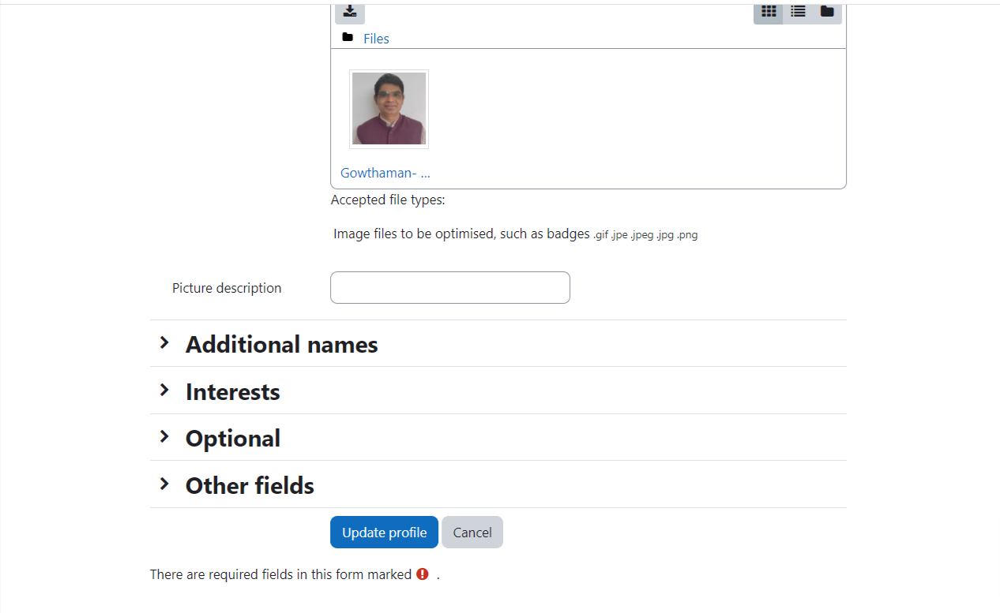 Files
Gowthaman- ...
Accepted file types:
Image files to be optimised, such as badges .gif .jpe .jpeg .jpg .png
Picture description
Additional names
Interests
Optional
Other fields
Update profile Cancel
There are required fields in this form marked .